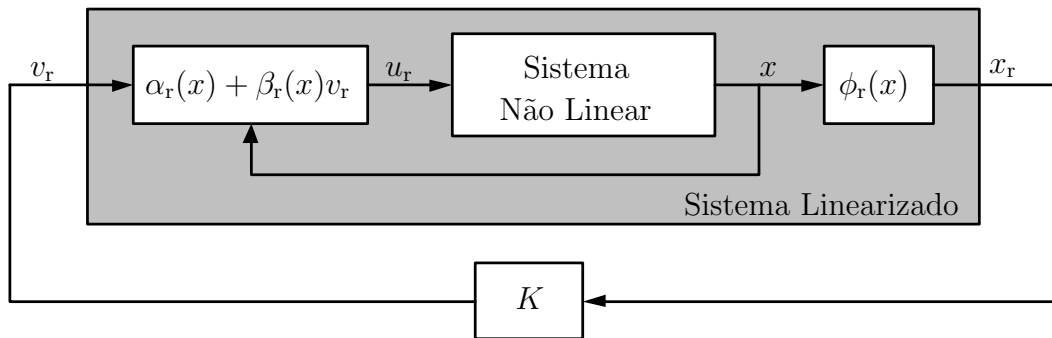 v_r
α_r(x) + β_r(x)v_r
u_r
Sistema
Não Linear
x
ϕ_r(x)
x_r
Sistema Linearizado
K